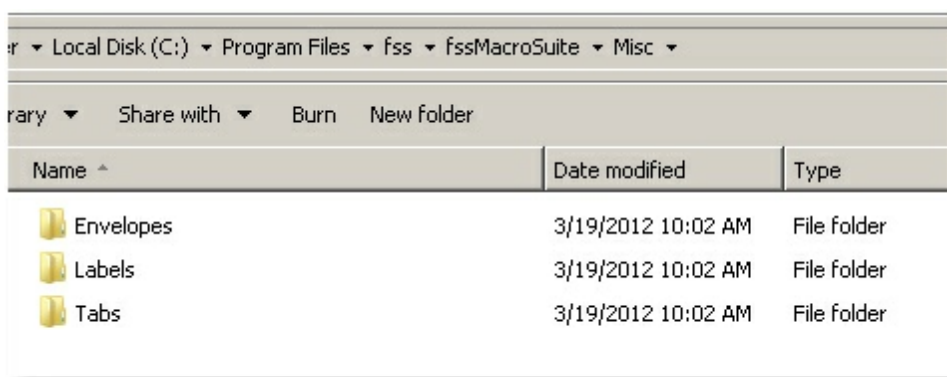 r ▾ Local Disk (C:) ▾ Program Files ▾ fss ▾ fssMacroSuite ▾ Misc ▾
rary ▾ Share with ▾ Burn New folder
Name Date modified Type
Envelopes 3/19/2012 10:02 AM File folder
Labels 3/19/2012 10:02 AM File folder
Tabs 3/19/2012 10:02 AM File folder